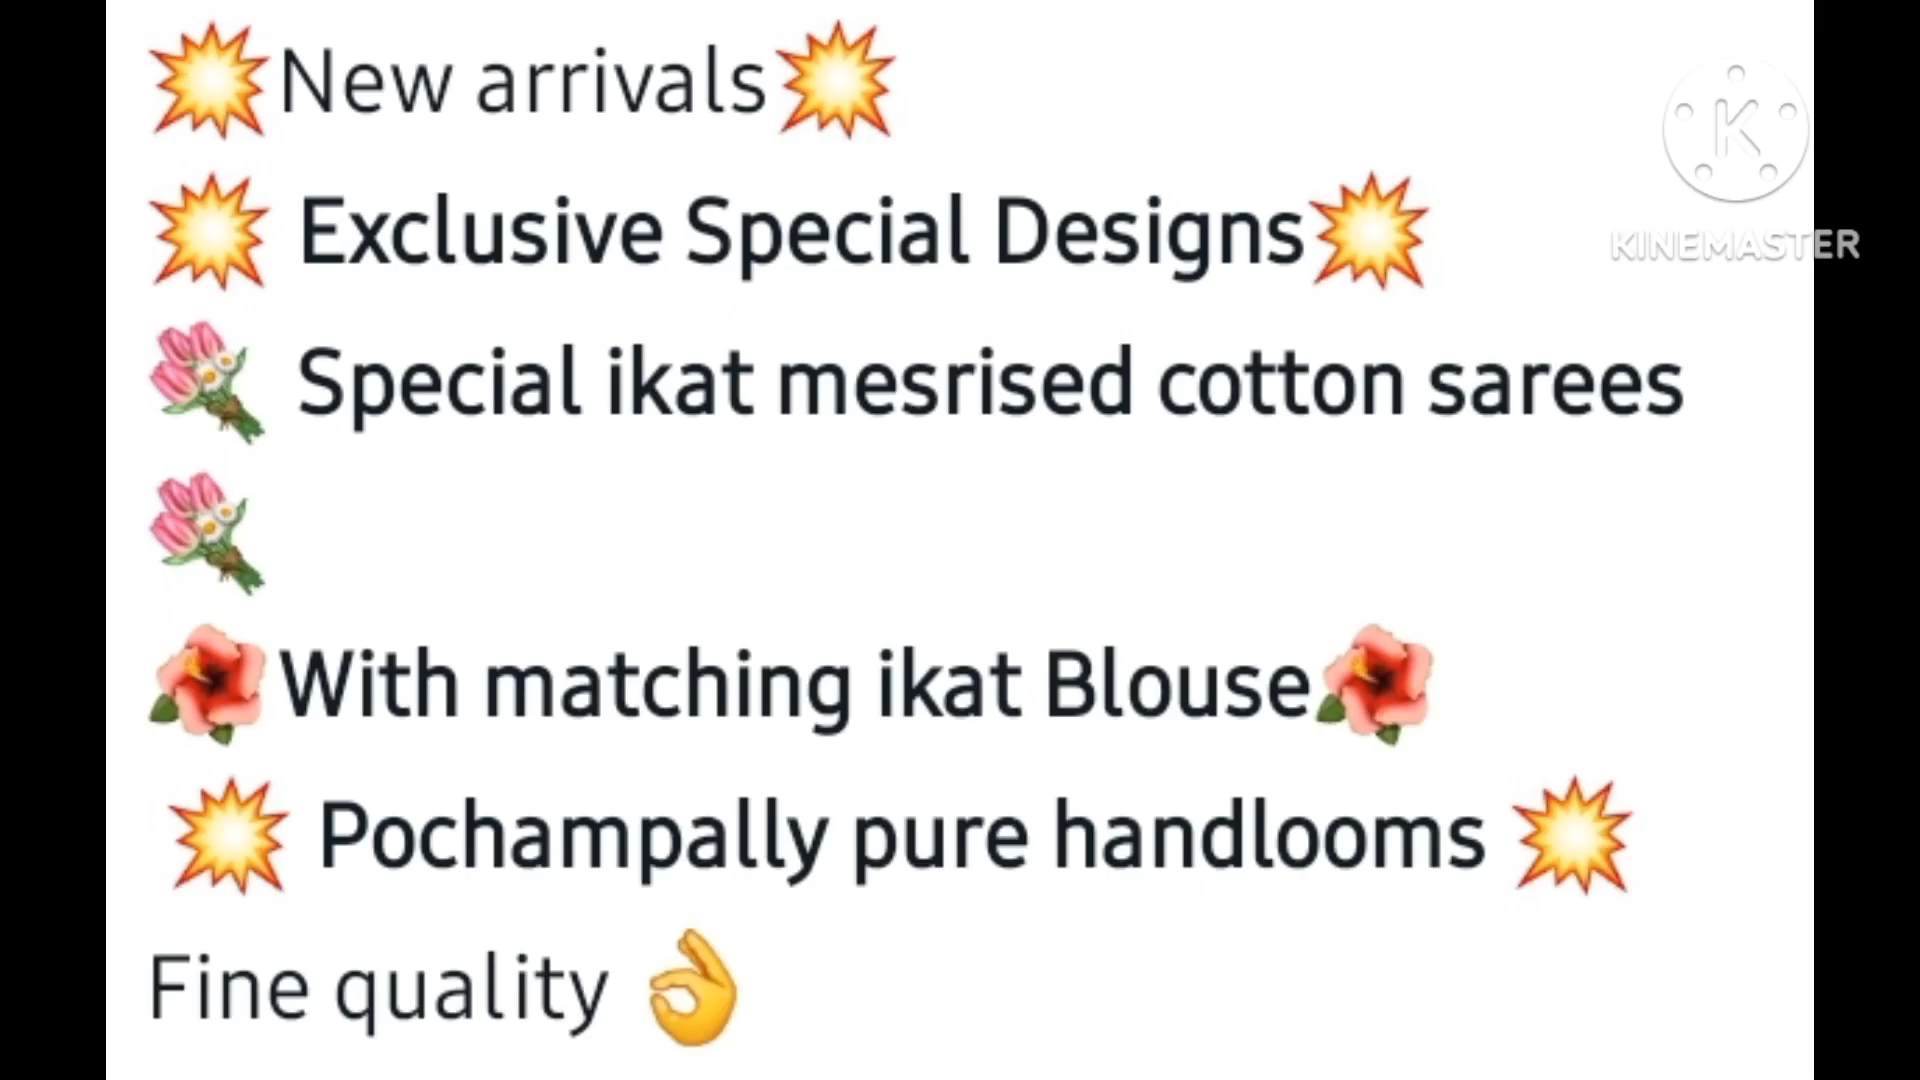 💥New arrivals💥
💥 Exclusive Special Designs💥
💐 Special ikat mesrised cotton sarees
💐
🌺With matching ikat Blouse🌺
💥 Pochampally pure handlooms 💥
Fine quality 👌
K
KINEMASTER